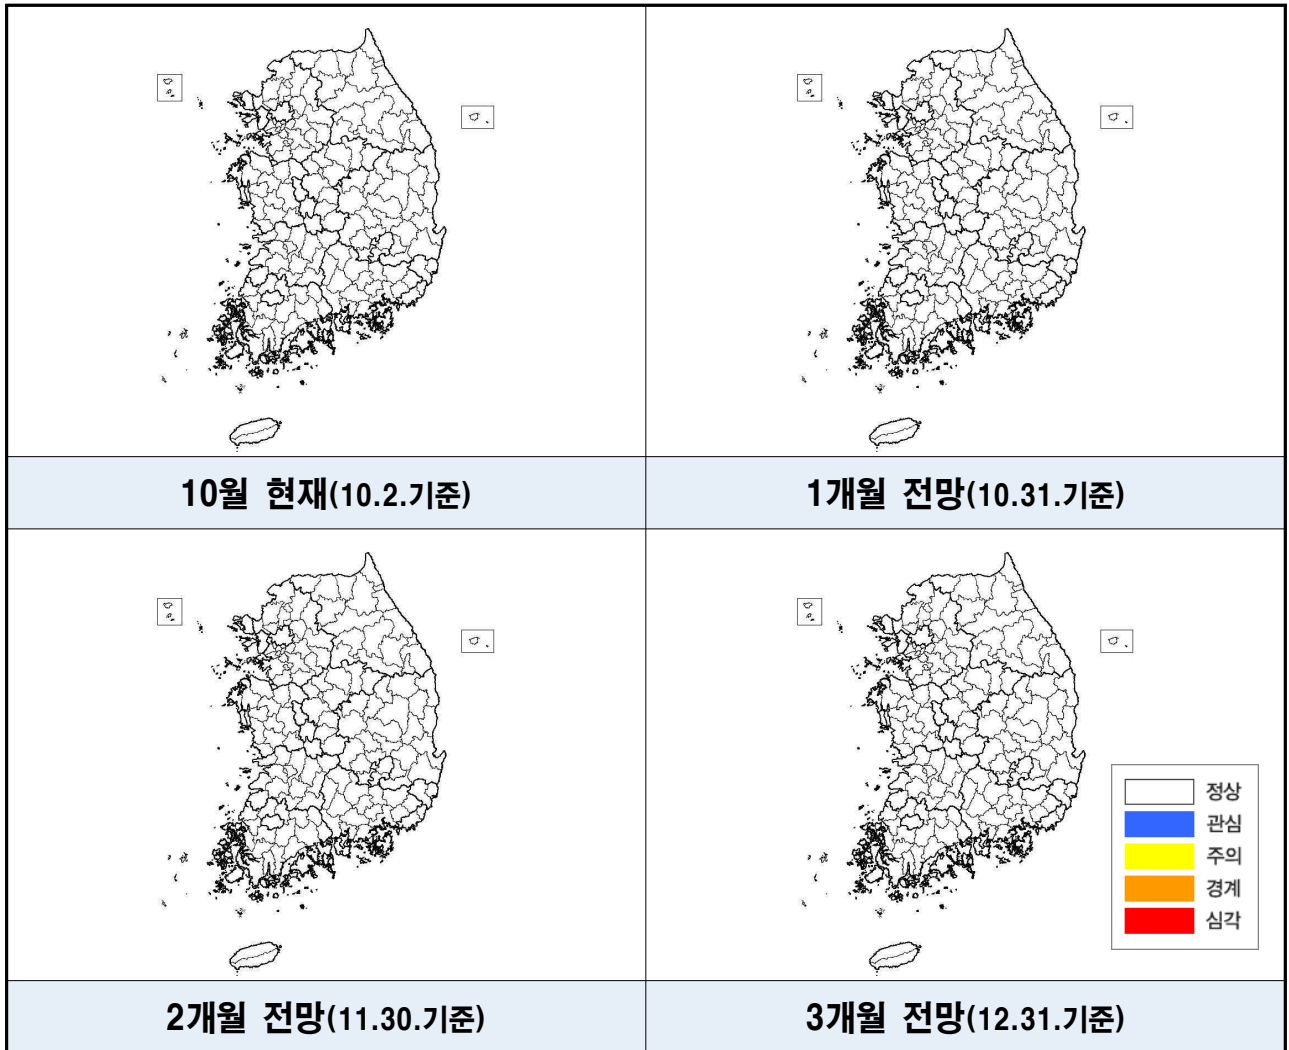 10월 현재(10.2.기준)
1개월 전망(10.31.기준)
정상
관심
주의
경계
심각
2개월 전망(11.30.기준)
3개월 전망(12.31.기준)